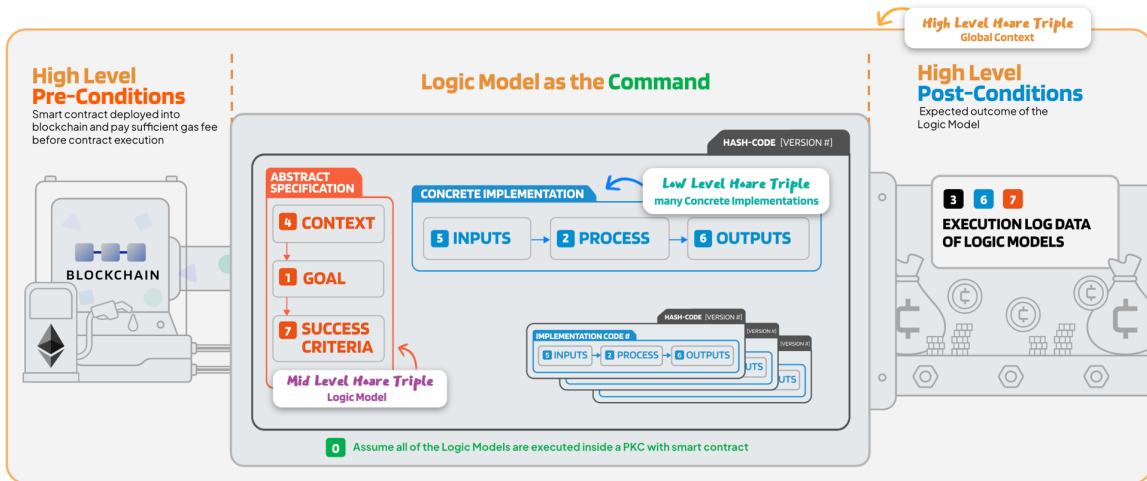 High Level Hoare Triple
Global Context
High Level
Pre-Conditions
Smart contract deployed into
blockchain and pay sufficient gas fee
before contract execution
Logic Model as the Command
High Level
Post-Conditions
Expected outcome of the
Logic Model
HASH-CODE [VERSION #]
ABSTRACT
SPECIFICATION
4 CONTEXT
1 GOAL
7 SUCCESS
CRITERIA
CONCRETE IMPLEMENTATION
Low Level Hoare Triple
many Concrete Implementations
5 INPUTS
2 PROCESS
6 OUTPUTS
BLOCKCHAIN
3 6 7
EXECUTION LOG DATA
OF LOGIC MODELS
HASH-CODE [VERSION #]
VERSION #]
VERSION #]
IMPLEMENTATION CODE #
5 INPUTS
2 PROCESS
6 OUTPUTS
UTS
UTS
Mid Level Hoare Triple
Logic Model
0 Assume all of the Logic Models are executed inside a PKC with smart contract